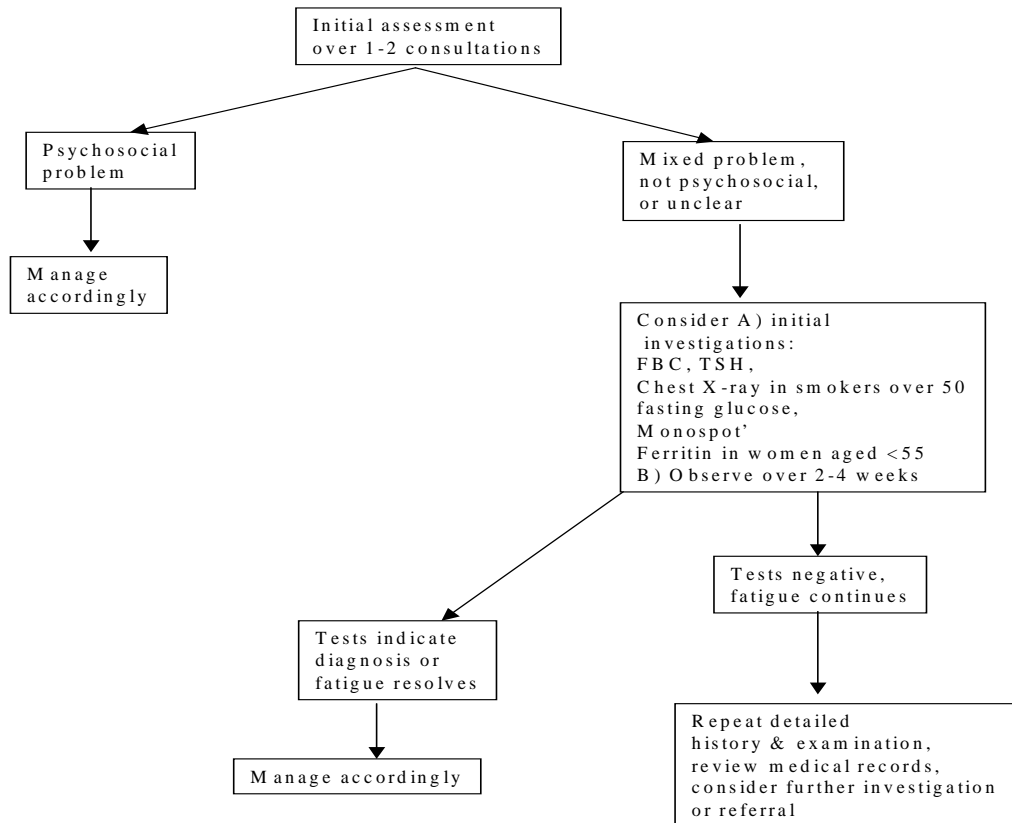 Initial assessment
over 1-2 consultations
Psychosocial
problem
Mixed problem,
not psychosocial,
or unclear
Manage
accordingly
Consider A) initial
investigations:
FBC, TSH,
Chest X-ray in smokers over 50
fasting glucose,
Monospot’
Ferritin in women aged <55
B) Observe over 2-4 weeks
Tests negative,
fatigue continues
Tests indicate
diagnosis or
fatigue resolves
Repeat detailed
history & examination,
review medical records,
consider further investigation
or referral
Manage accordingly